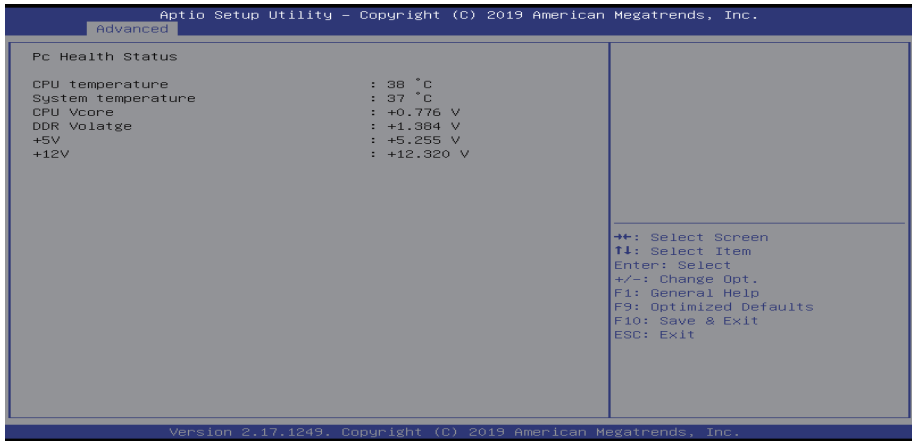 Aptio Setup Utility – Copyright (C) 2019 American Megatrends, Inc.
Advanced
Pc Health Status
CPU temperature : 38 °C
System temperature : 37 °C
CPU Vcore : +0.776 V
DDR Volatge : +1.384 V
+5V : +5.255 V
+12V : +12.320 V
→←: Select Screen
↑↓: Select Item
Enter: Select
+/-: Change Opt.
F1: General Help
F9: Optimized Defaults
F10: Save & Exit
ESC: Exit
Version 2.17.1249. Copyright (C) 2019 American Megatrends, Inc.